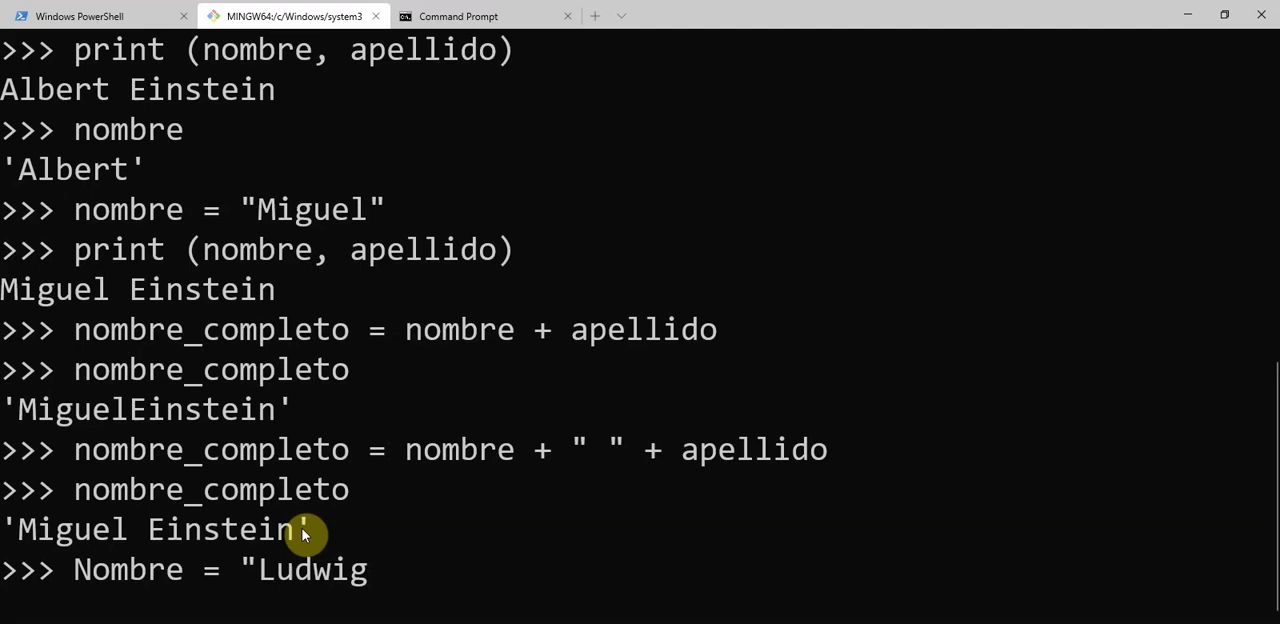 Windows PowerShell
MINGW64:/c/Windows/system3
Command Prompt
>>> print (nombre, apellido)
Albert Einstein
>>> nombre
'Albert'
>>> nombre = "Miguel"
>>> print (nombre, apellido)
Miguel Einstein
>>> nombre_completo = nombre + apellido
>>> nombre_completo
'MiguelEinstein'
>>> nombre_completo = nombre + " " + apellido
>>> nombre_completo
'Miguel Einstein'
>>> Nombre = "Ludwig